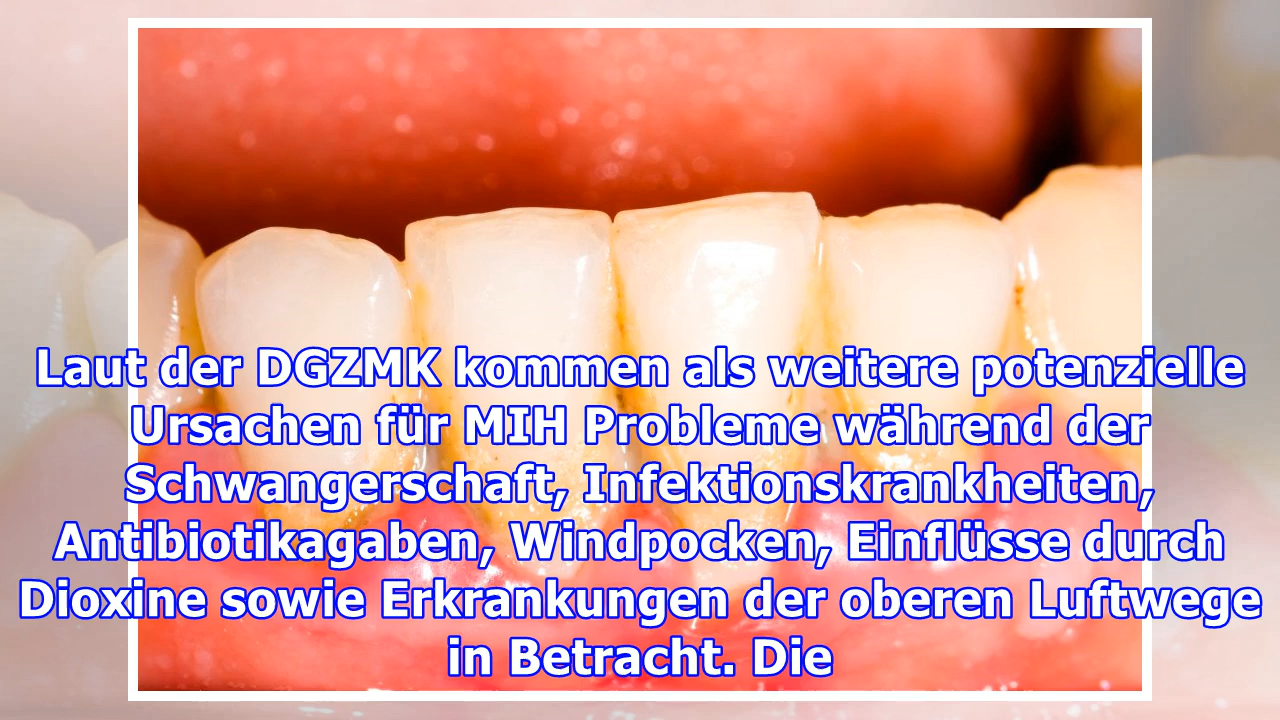 Laut der DGZMK kommen als weitere potenzielle
Ursachen für MIH Probleme während der
Schwangerschaft, Infektionskrankheiten,
Antibiotikagaben, Windpocken, Einflüsse durch
Dioxine sowie Erkrankungen der oberen Luftwege
in Betracht. Die